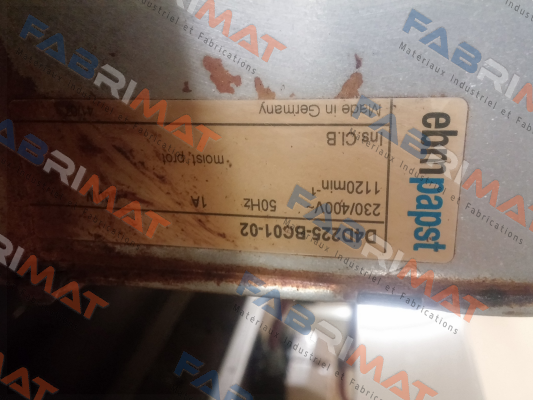 ebmpapst
D4D225-BC01-02
230/400V~ 50Hz 1A
1120min⁻¹
moist. prot
Ins.Cl.B
Made in Germany
FABRIMAT
Matériaux Industriel et Fabrications